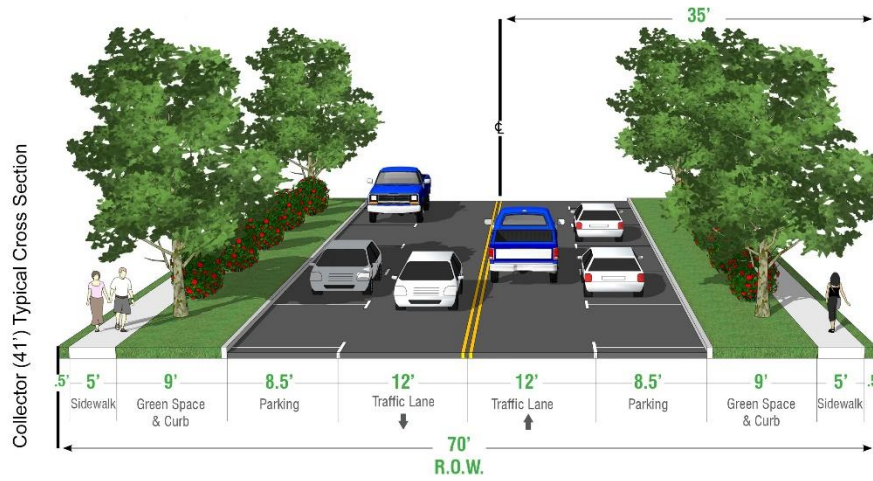 35'
℄
Collector (41') Typical Cross Section
.5' 5' 9' 8.5' 12' 12' 8.5' 9' 5' .5'
Sidewalk Green Space Parking Traffic Lane Traffic Lane Parking Green Space Sidewalk
& Curb & Curb
70'
R.O.W.